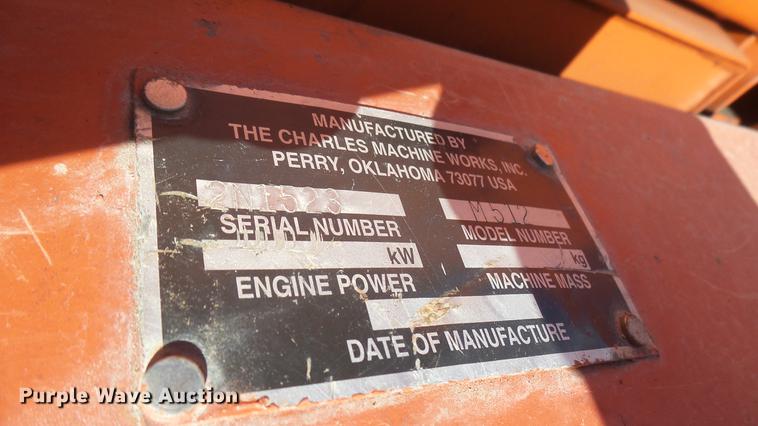 MANUFACTURED BY
THE CHARLES MACHINE WORKS, INC.
PERRY, OKLAHOMA 73077 USA
M512
SERIAL NUMBER
MODEL NUMBER
kW
kg
ENGINE POWER
MACHINE MASS
DATE OF MANUFACTURE
Purple Wave Auction